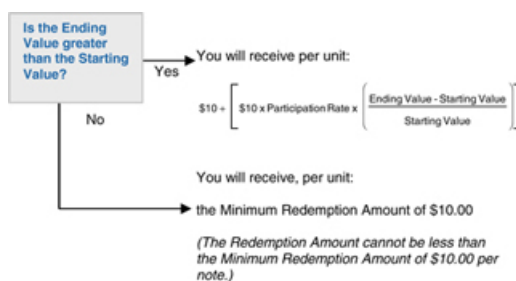 Is the Ending
Value greater
than the Starting
Value?
Yes
You will receive per unit:
$10 + [ $10 x Participation Rate x ( Ending Value - Starting Value
Starting Value ) ]
No
You will receive, per unit:
the Minimum Redemption Amount of $10.00
(The Redemption Amount cannot be less than
the Minimum Redemption Amount of $10.00 per
note.)